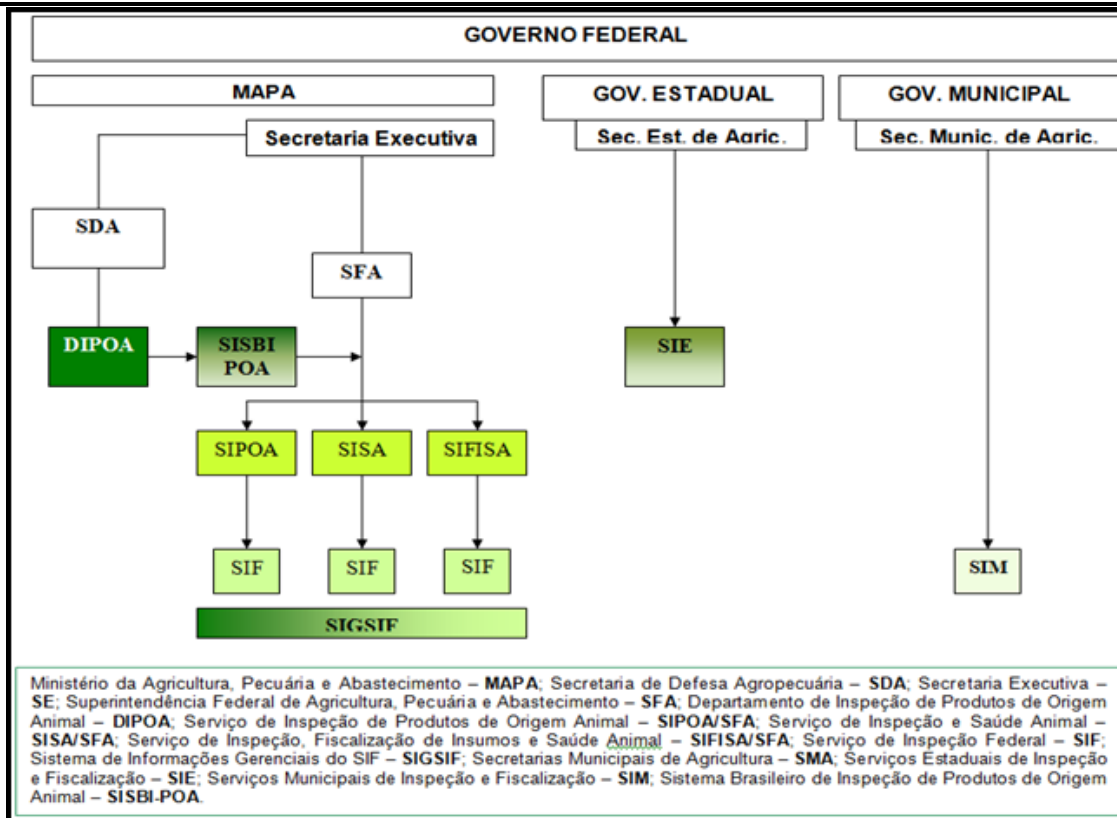 GOVERNO FEDERAL
MAPA
GOV. ESTADUAL
GOV. MUNICIPAL
Secretaria Executiva
Sec. Est. de Agric.
Sec. Munic. de Agric.
SDA
SFA
DIPOA
SISBI
POA
SIE
SIPOA
SISA
SIFISA
SIF
SIF
SIF
SIM
SIGSIF
Ministério da Agricultura, Pecuária e Abastecimento – MAPA; Secretaria de Defesa Agropecuária – SDA; Secretaria Executiva –
SE; Superintendência Federal de Agricultura, Pecuária e Abastecimento – SFA; Departamento de Inspeção de Produtos de Origem
Animal – DIPOA; Serviço de Inspeção de Produtos de Origem Animal – SIPOA/SFA; Serviço de Inspeção e Saúde Animal –
SISA/SFA; Serviço de Inspeção, Fiscalização de Insumos e Saúde Animal – SIFISA/SFA; Serviço de Inspeção Federal – SIF;
Sistema de Informações Gerenciais do SIF – SIGSIF; Secretarias Municipais de Agricultura – SMA; Serviços Estaduais de Inspeção
e Fiscalização – SIE; Serviços Municipais de Inspeção e Fiscalização – SIM; Sistema Brasileiro de Inspeção de Produtos de Origem
Animal – SISBI-POA.